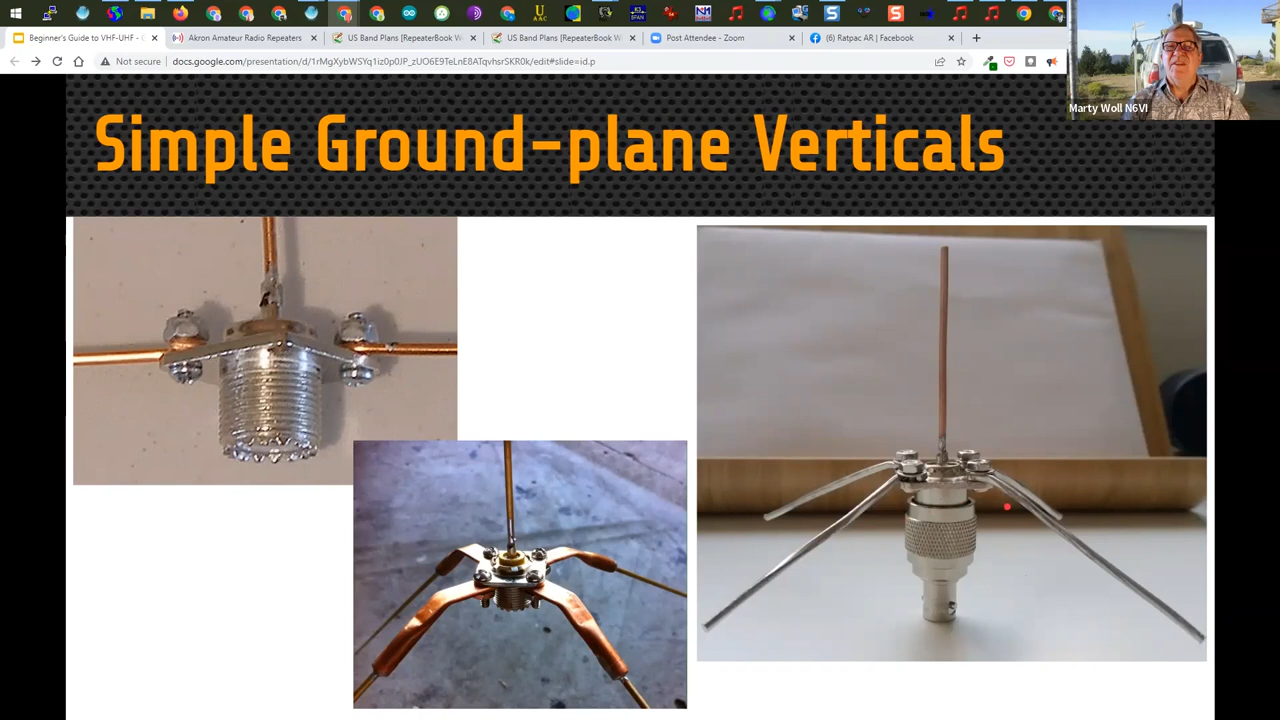 Beginner's Guide to VHF-UHF - C
Akron Amateur Radio Repeaters
US Band Plans [RepeaterBook W
US Band Plans [RepeaterBook W
Post Attendee - Zoom
(6) Ratpac AR | Facebook
Not secure
docs.google.com/presentation/d/1rMgXybWSYq1iz0p0JP_zUO6E9TeLnE8ATqvhsrSKR0k/edit#slide=id.p
Marty Woll N6VI
Simple Ground-plane Verticals